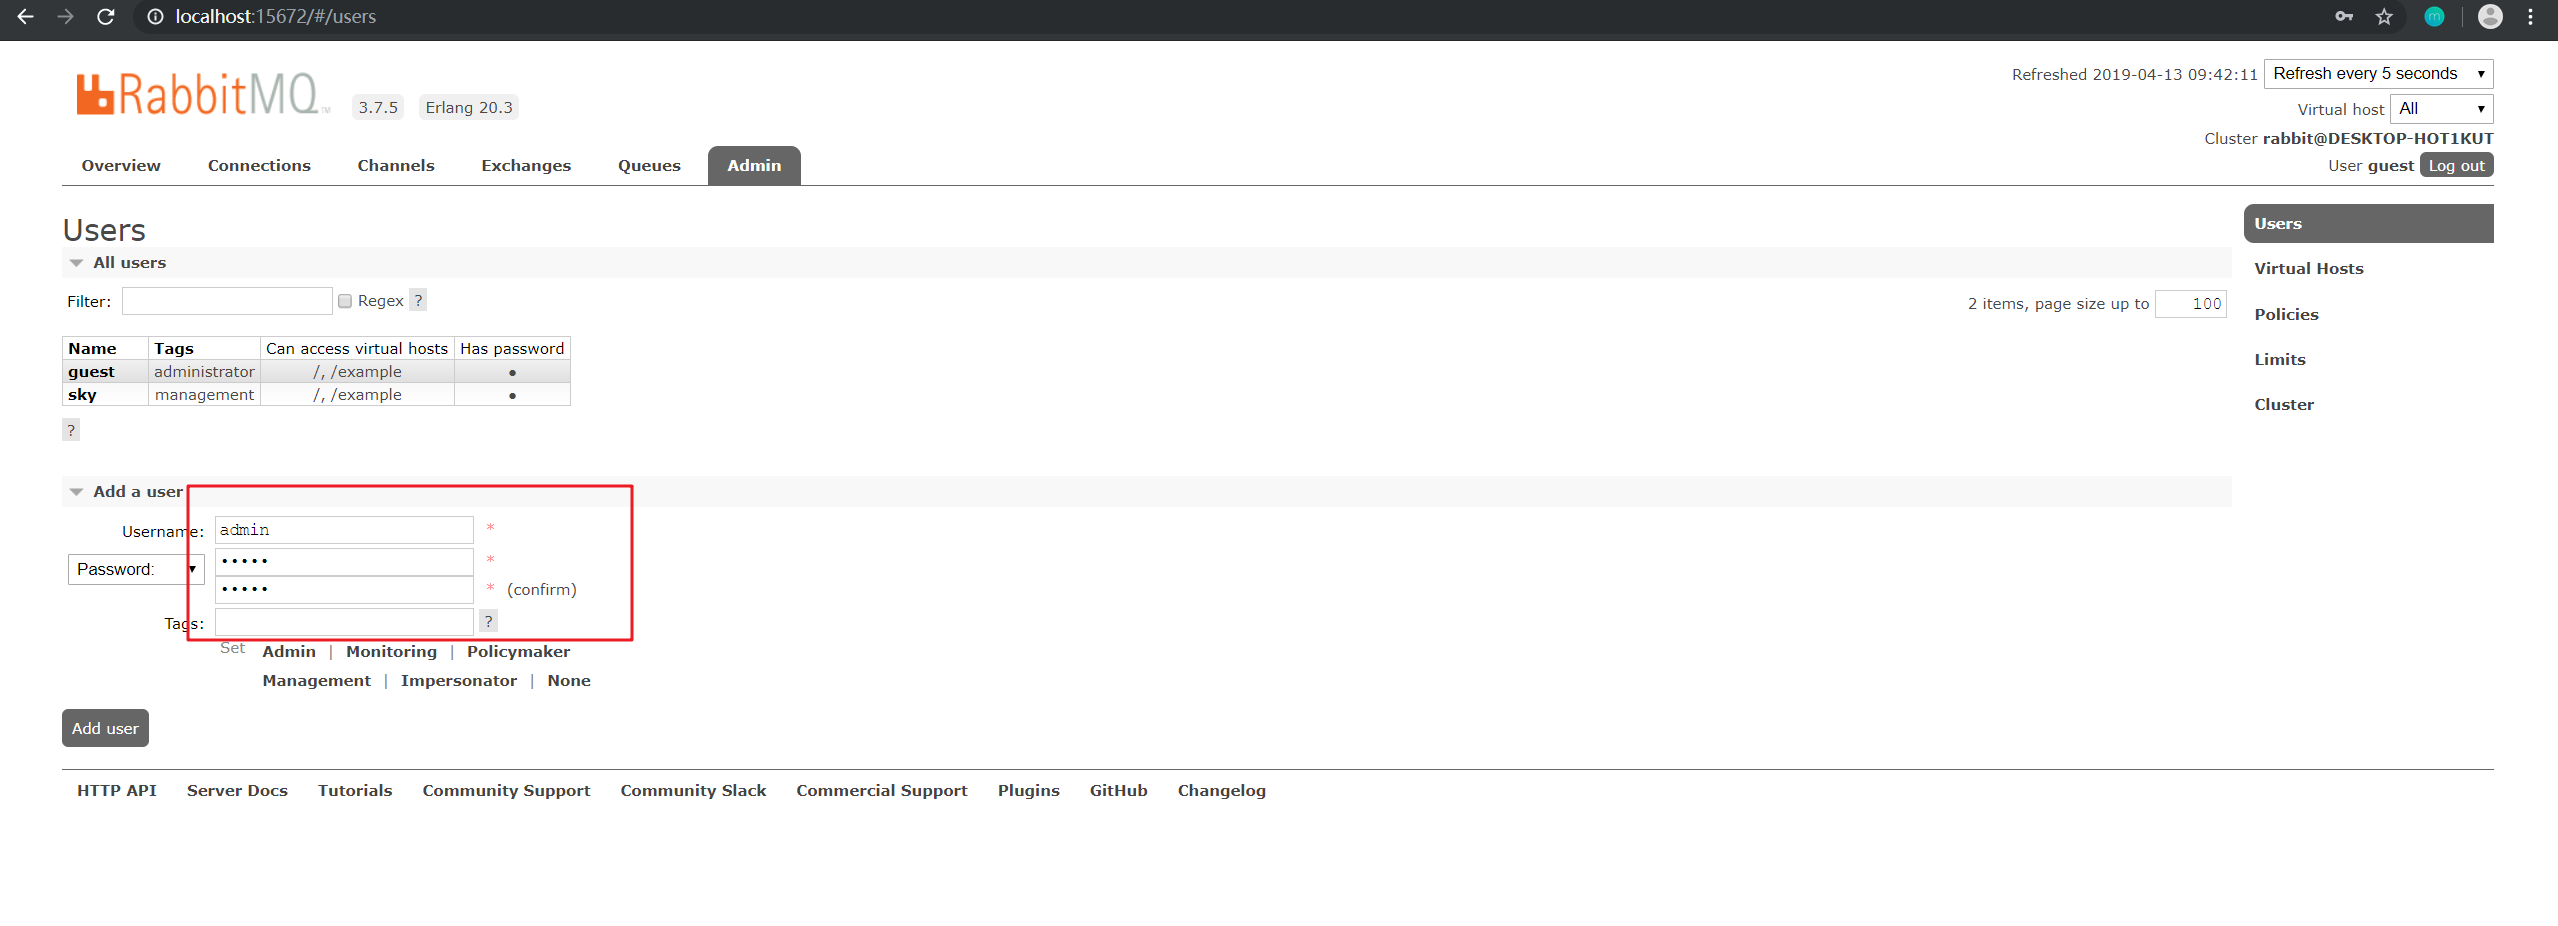 localhost:15672/#/users
RabbitMQ TM 3.7.5 Erlang 20.3
Refreshed 2019-04-13 09:42:11 Refresh every 5 seconds
Virtual host All
Cluster rabbit@DESKTOP-HOT1KUT
User guest Log out
Overview Connections Channels Exchanges Queues Admin
Users
All users
Filter: Regex ?
2 items, page size up to 100
Name Tags Can access virtual hosts Has password
guest administrator /, /example ●
sky management /, /example ●
?
Add a user
Username: admin *
Password: ••••• *
••••• * (confirm)
Tags: ?
Set Admin | Monitoring | Policymaker
Management | Impersonator | None
Add user
Users
Virtual Hosts
Policies
Limits
Cluster
HTTP API Server Docs Tutorials Community Support Community Slack Commercial Support Plugins GitHub Changelog